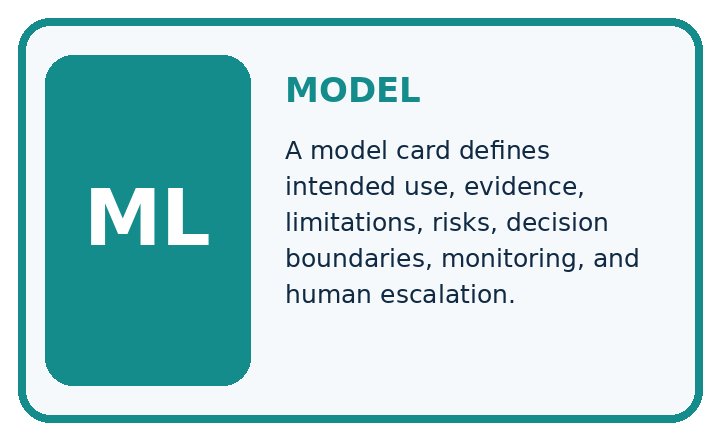 ML
MODEL
A model card defines
intended use, evidence,
limitations, risks, decision
boundaries, monitoring, and
human escalation.